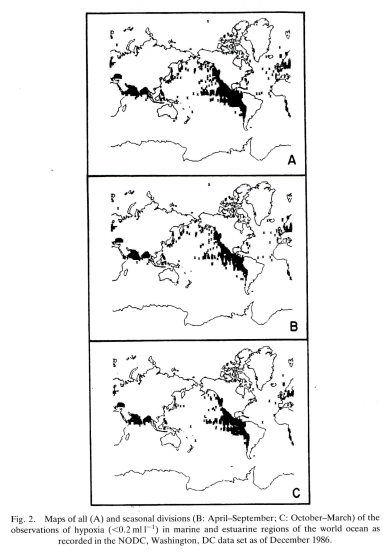 A
B
C
Fig. 2. Maps of all (A) and seasonal divisions (B: April–September; C: October–March) of the
observations of hypoxia (<0.2 ml l⁻¹) in marine and estuarine regions of the world ocean as
recorded in the NODC, Washington, DC data set as of December 1986.